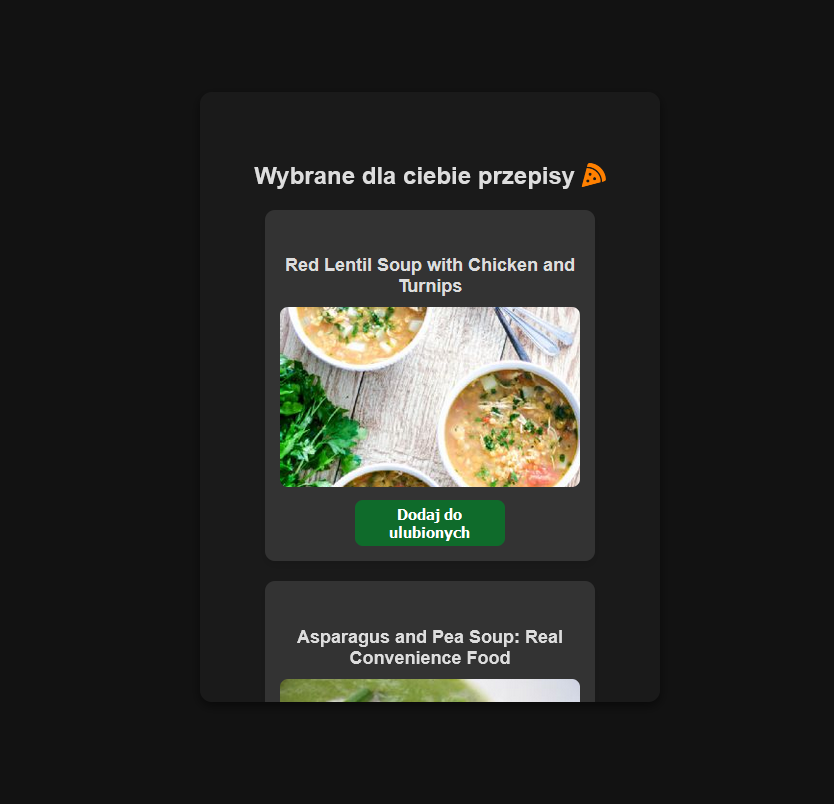 Wybrane dla ciebie przepisy
Red Lentil Soup with Chicken and
Turnips
Dodaj do
ulubionych
Asparagus and Pea Soup: Real
Convenience Food